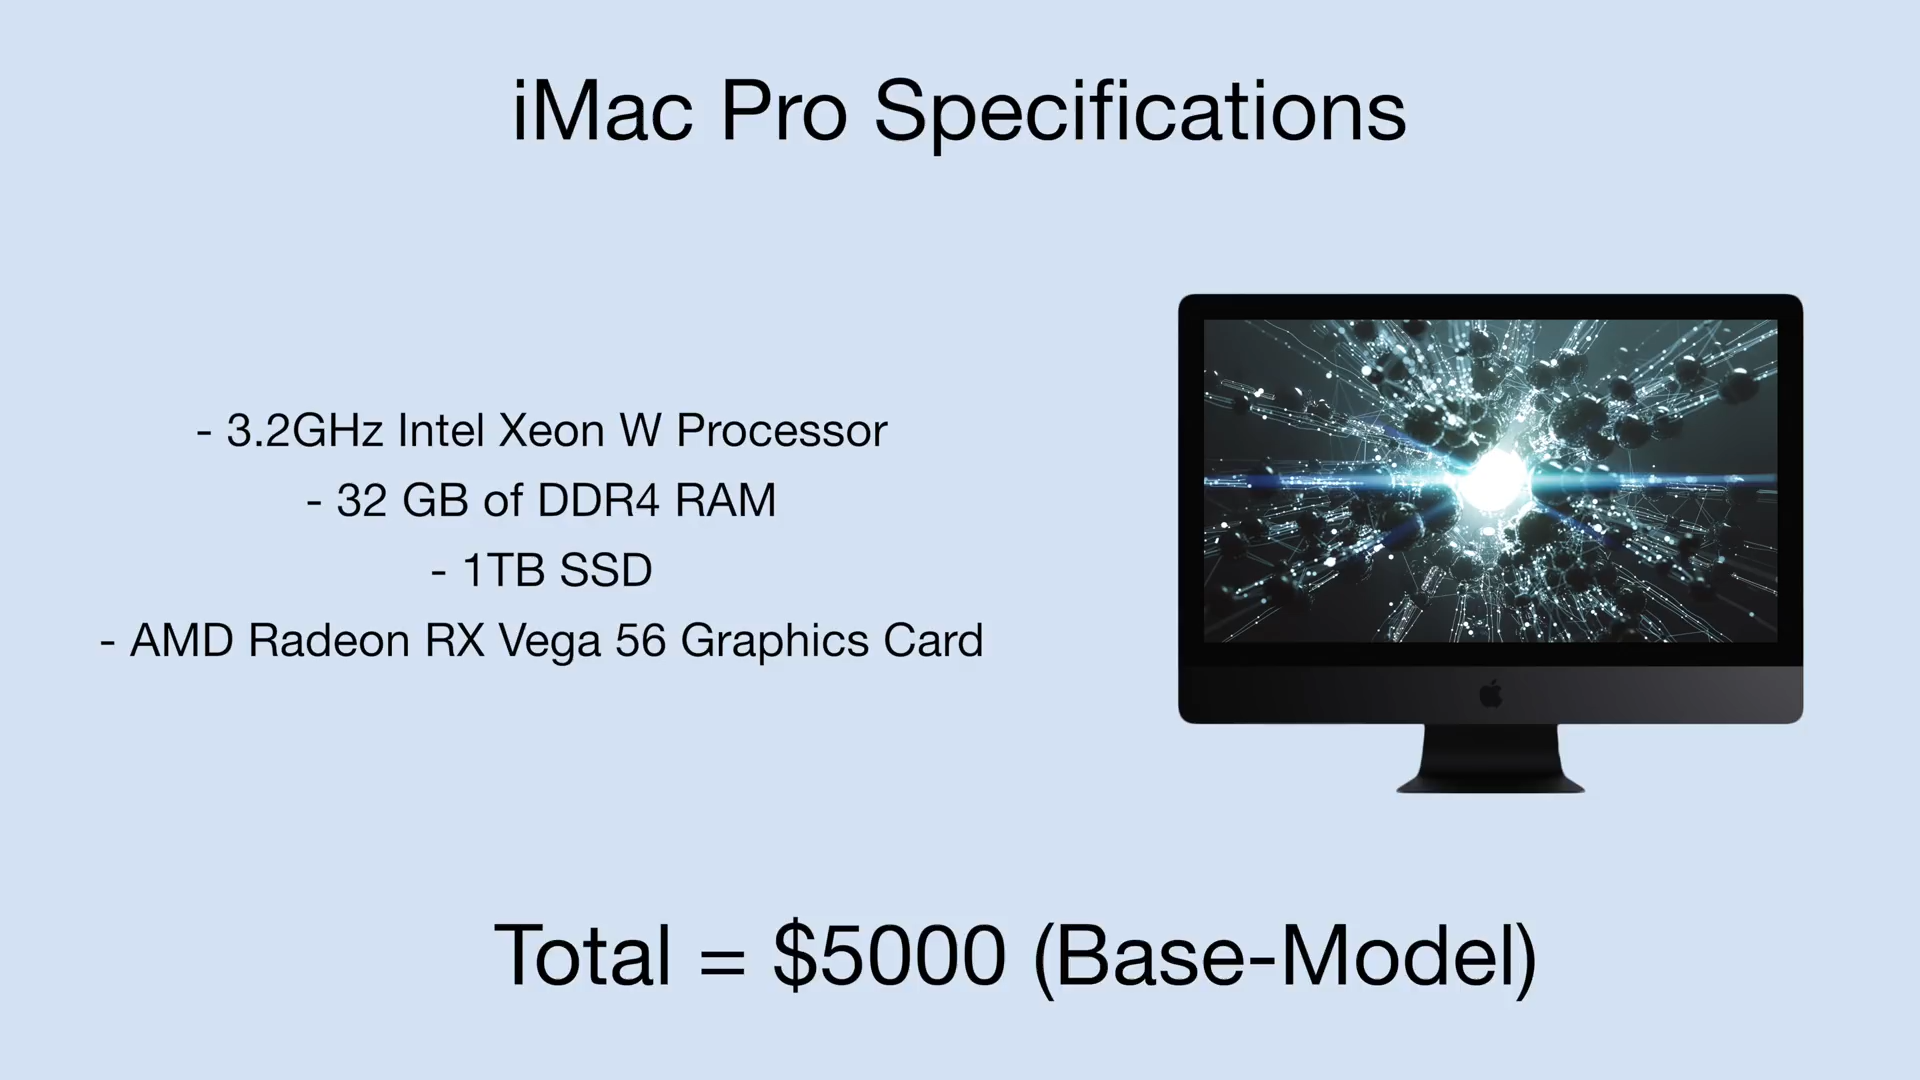 iMac Pro Specifications
- 3.2GHz Intel Xeon W Processor
- 32 GB of DDR4 RAM
- 1TB SSD
- AMD Radeon RX Vega 56 Graphics Card
Total = $5000 (Base-Model)